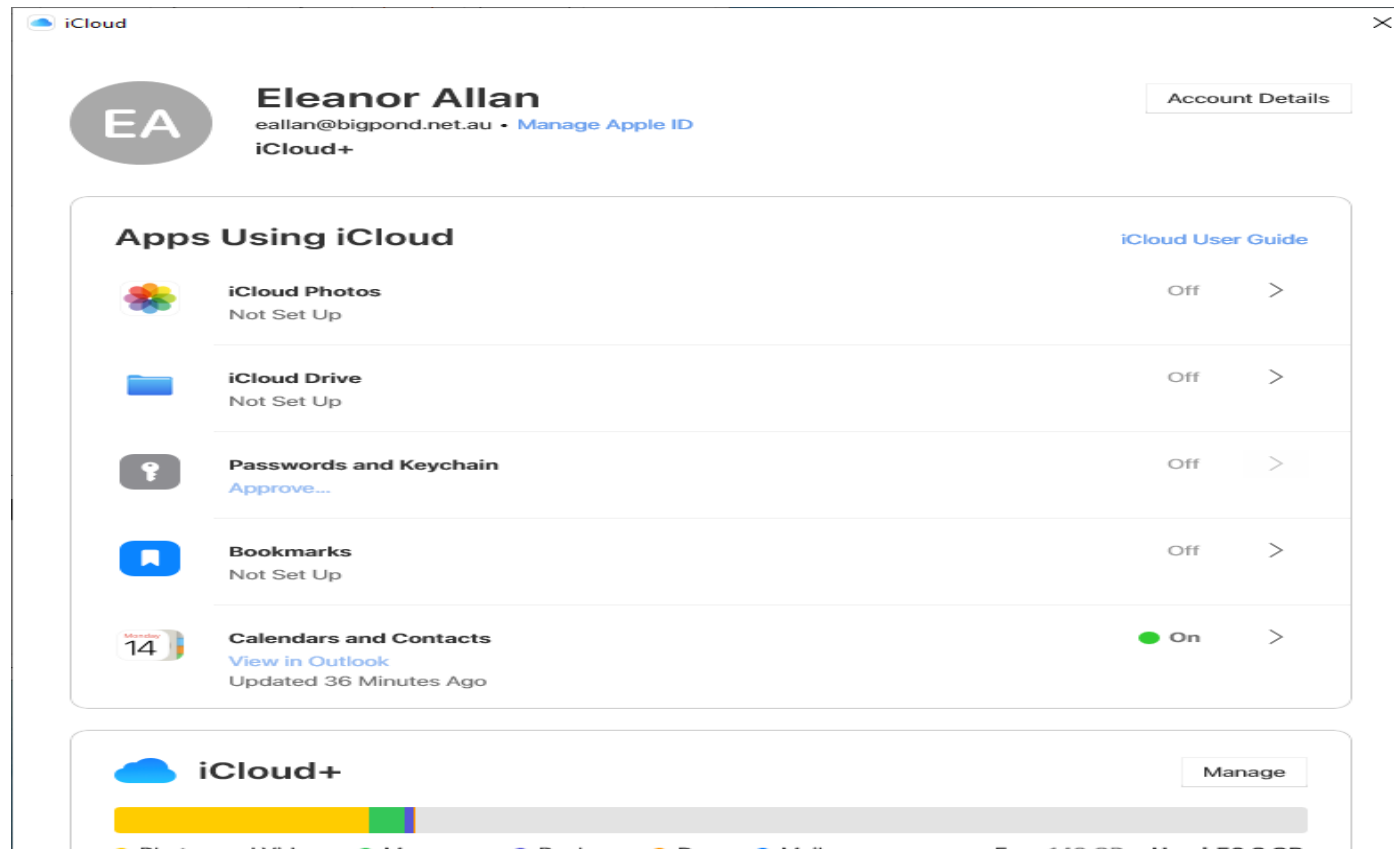 iCloud
EA
Eleanor Allan
Account Details
eallan@bigpond.net.au • Manage Apple ID
iCloud+
Apps Using iCloud
iCloud User Guide
iCloud Photos
Off
Not Set Up
iCloud Drive
Off
Not Set Up
Passwords and Keychain
Off
Approve...
Bookmarks
Off
Not Set Up
Monday
14
Calendars and Contacts
On
View in Outlook
Updated 36 Minutes Ago
iCloud+
Manage